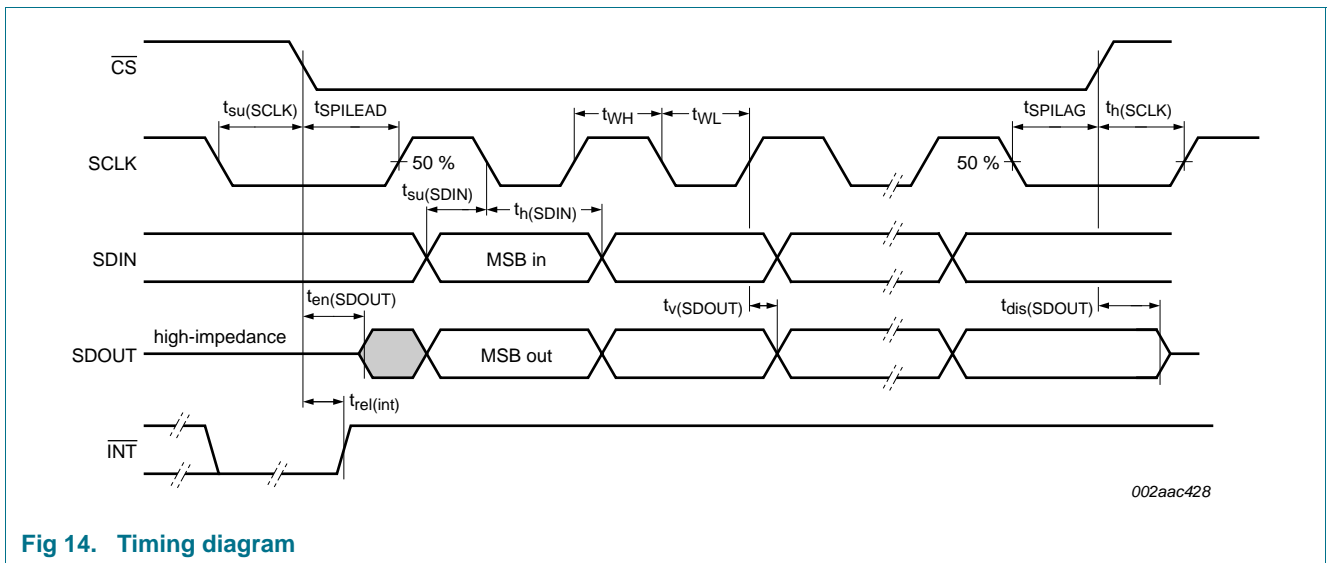 CS
tsu(SCLK) tSPILEAD tWH tWL tSPILAG th(SCLK)
SCLK 50 % 50 %
tsu(SDIN) th(SDIN)
SDIN MSB in
ten(SDOUT) tv(SDOUT) tdis(SDOUT)
high-impedance
SDOUT MSB out
trel(int)
INT
002aac428
Fig 14. Timing diagram